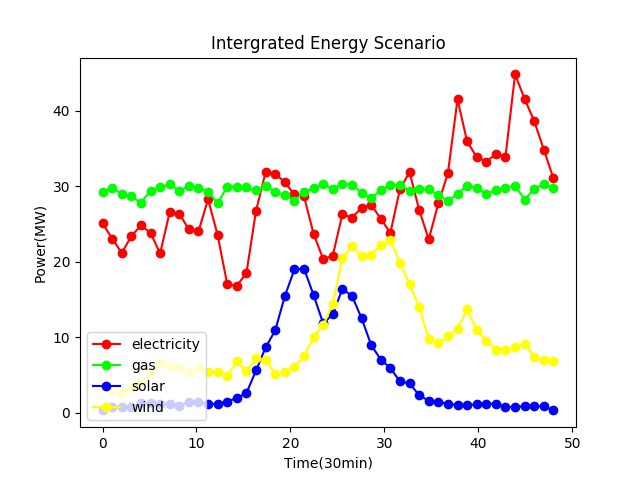 Intergrated Energy Scenario
Power(MW)
40
30
20
10
0
electricity
gas
solar
wind
0 10 20 30 40 50
Time(30min)